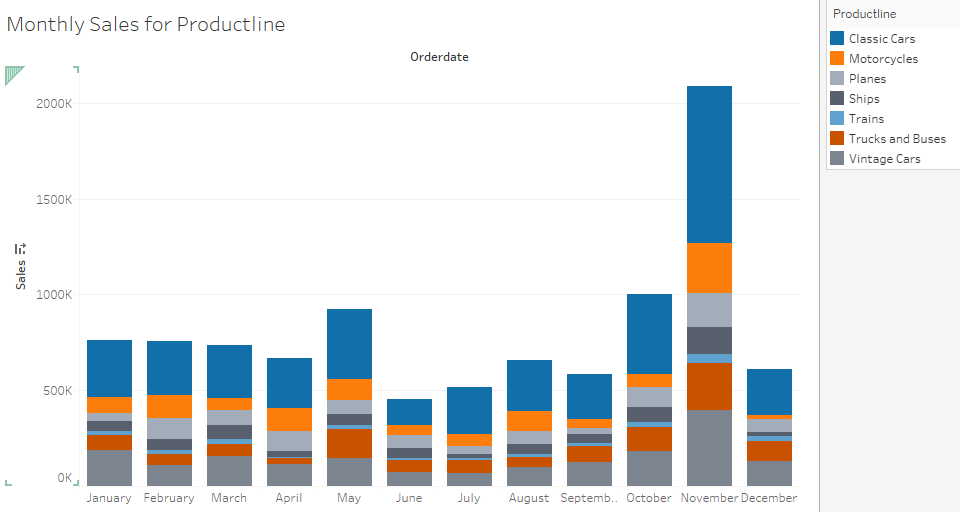 Monthly Sales for Productline
Orderdate
Productline
Classic Cars
Motorcycles
Planes
Ships
Trains
Trucks and Buses
Vintage Cars
Sales
2000K
1500K
1000K
500K
0K
January February March April May June July August Septemb.. October November December